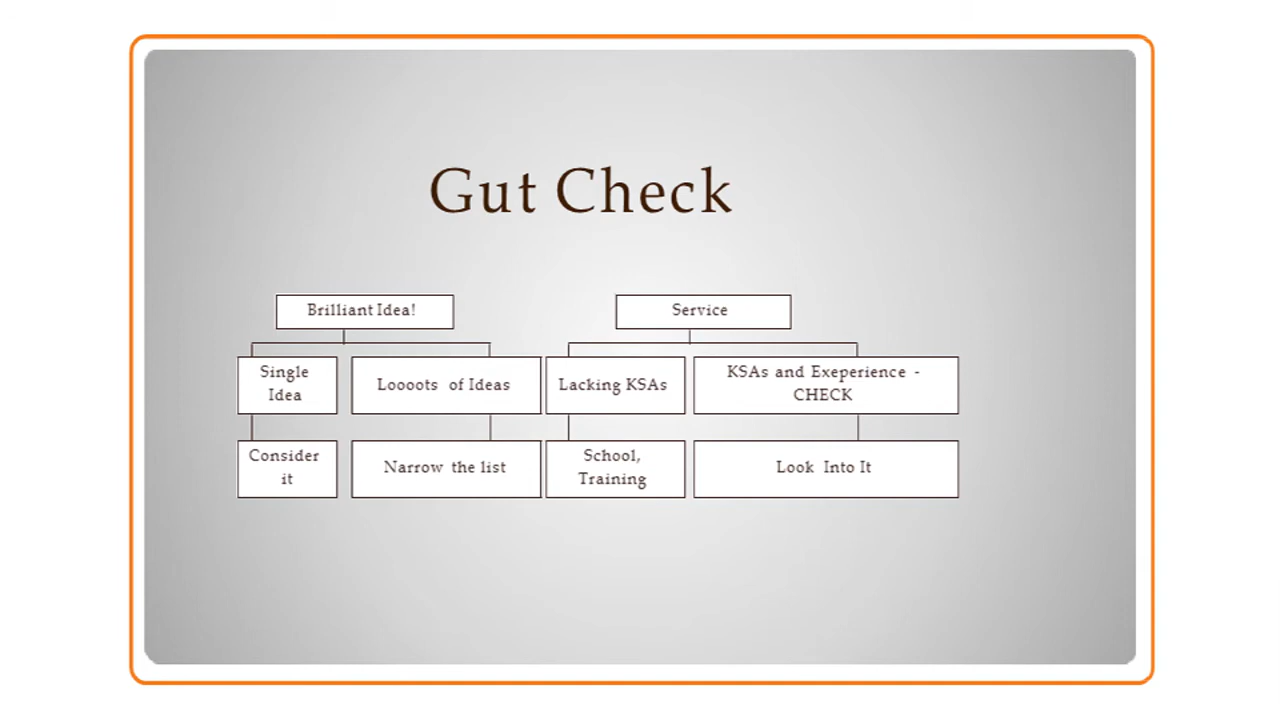 Gut Check
Brilliant Idea!
Service
Single
Idea
Loooots of Ideas
Lacking KSAs
KSAs and Exeperience -
CHECK
Consider
it
Narrow the list
School,
Training
Look Into It